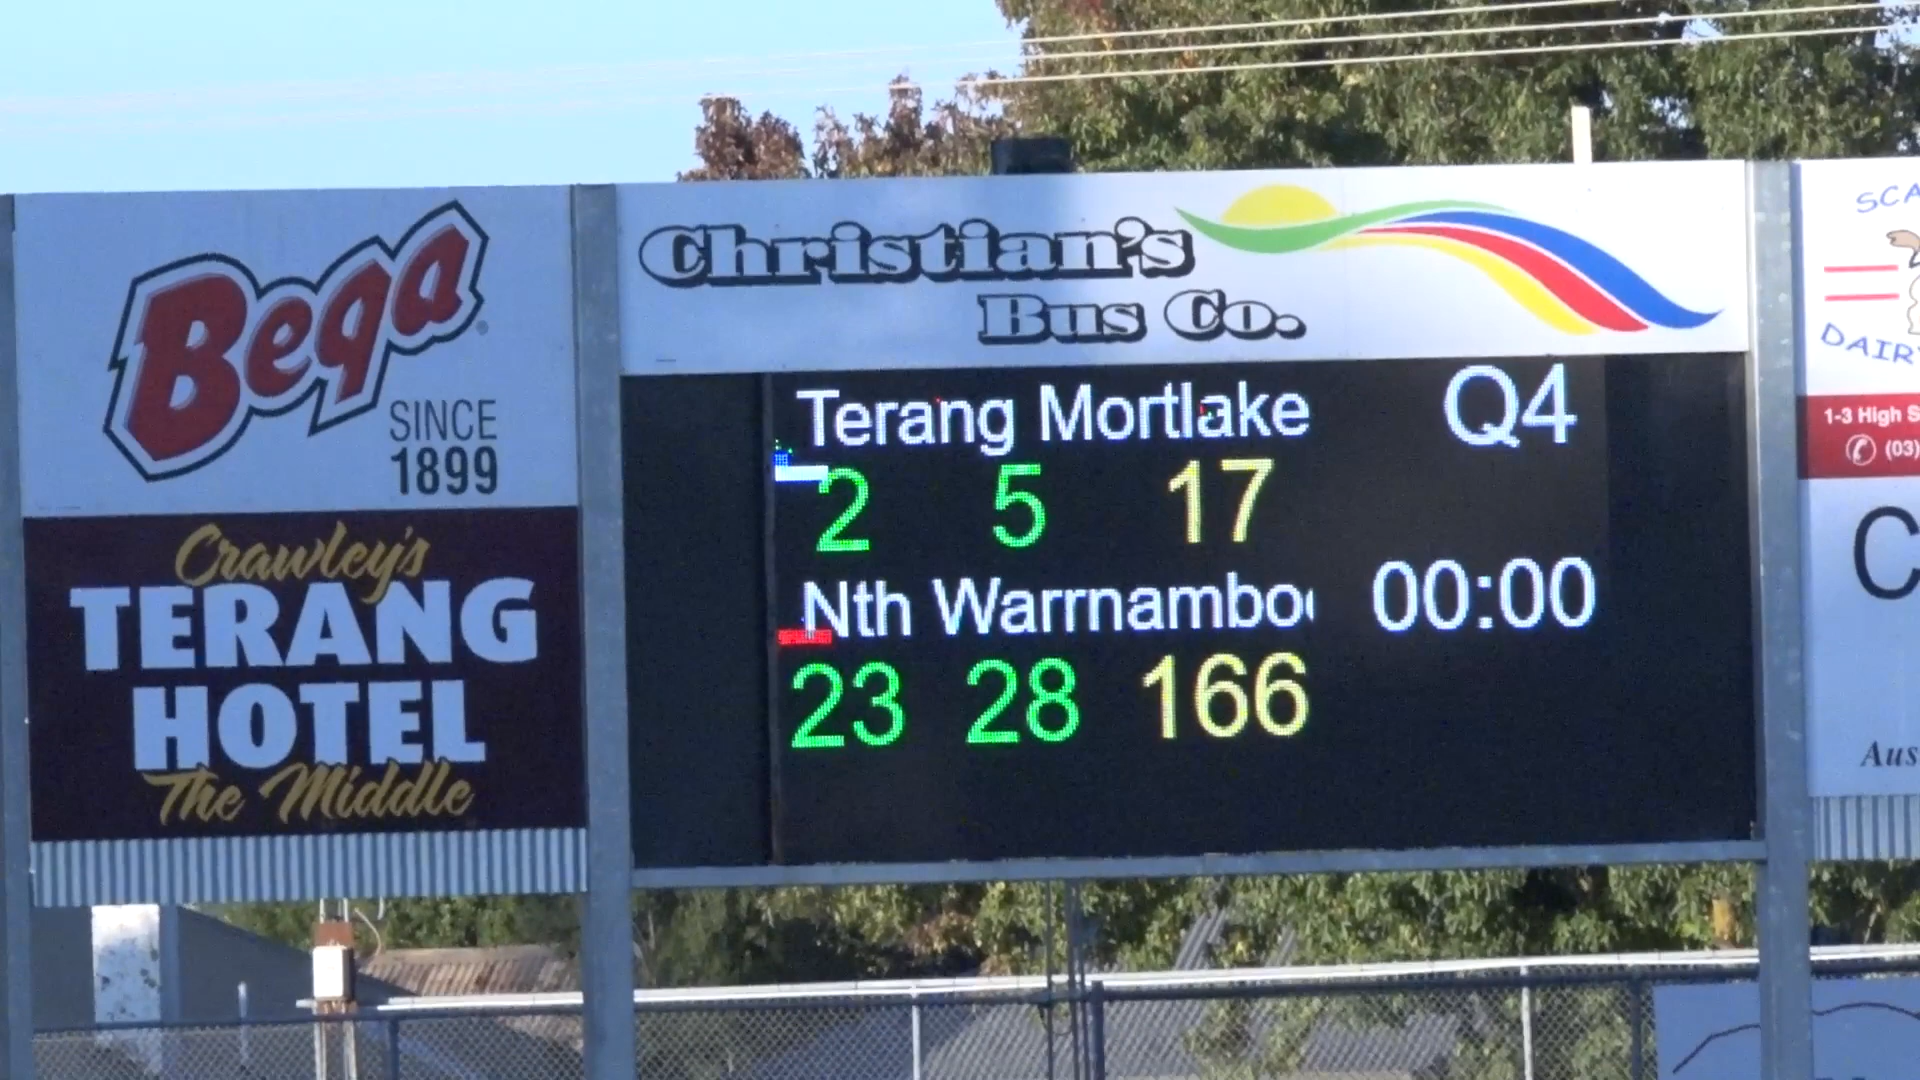 Bega
SINCE
1899
Crawley's
TERANG
HOTEL
The Middle
Christian's
Bus Co.
Terang Mortlake
Q4
2 5 17
Nth Warrnamboo
00:00
23 28 166
SCA
DAIR
1-3 High S
(03)
C
Aus